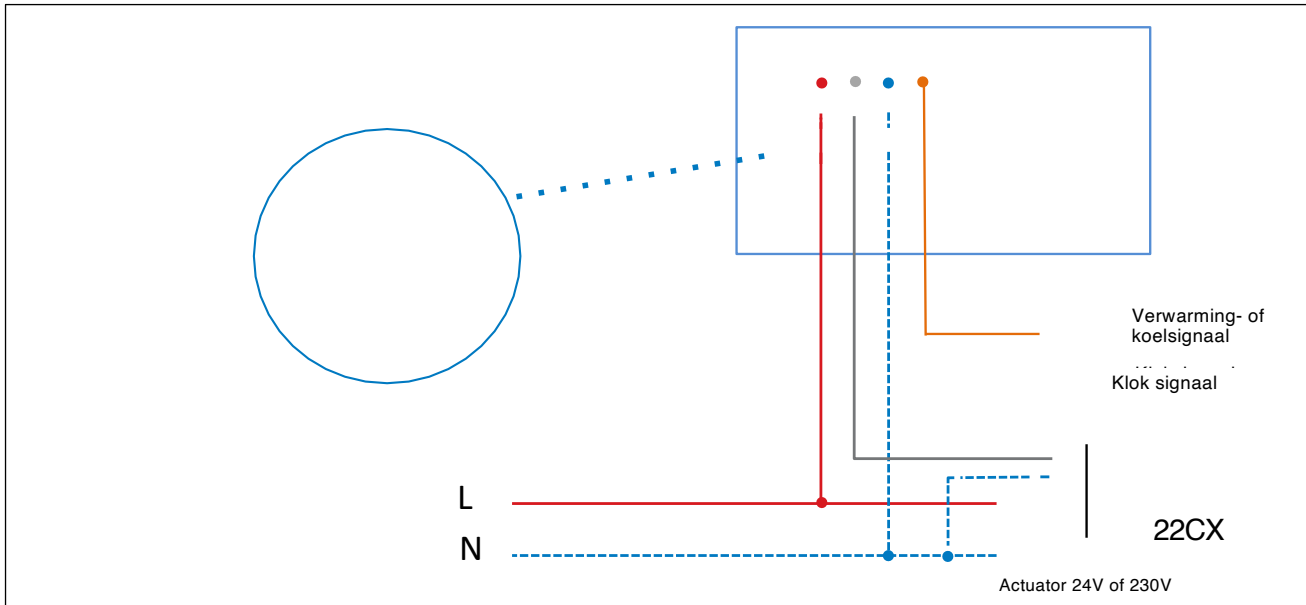 Verwarming- of
koelsignaal
Klok signaal
L
N
22CX
Actuator 24V of 230V